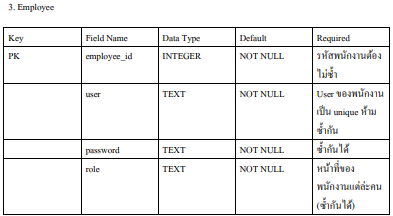 3. Employee
Key Field Name Data Type Default Required
PK employee_id INTEGER NOT NULL รหัสพนักงานต้อง
ไม่ซ้ำ
user TEXT NOT NULL User ของพนักงาน
เป็น unique ห้าม
ซ้ำกัน
password TEXT NOT NULL ซ้ำกันได้
role TEXT NOT NULL หน้าที่ของ
พนักงานแต่ละคน
(ซ้ำกันได้)